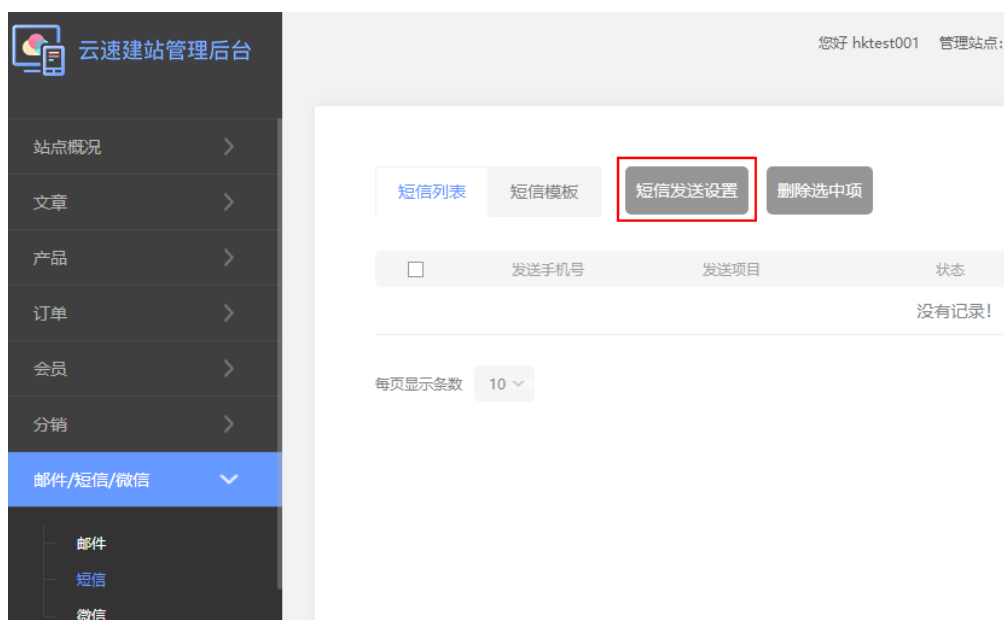 云速建站管理后台
您好 hktest001 管理站点:
站点概况
文章
产品
订单
会员
分销
邮件/短信/微信
邮件
短信
微信
短信列表 短信模板 短信发送设置 删除选中项
发送手机号 发送项目 状态
没有记录!
每页显示条数 10